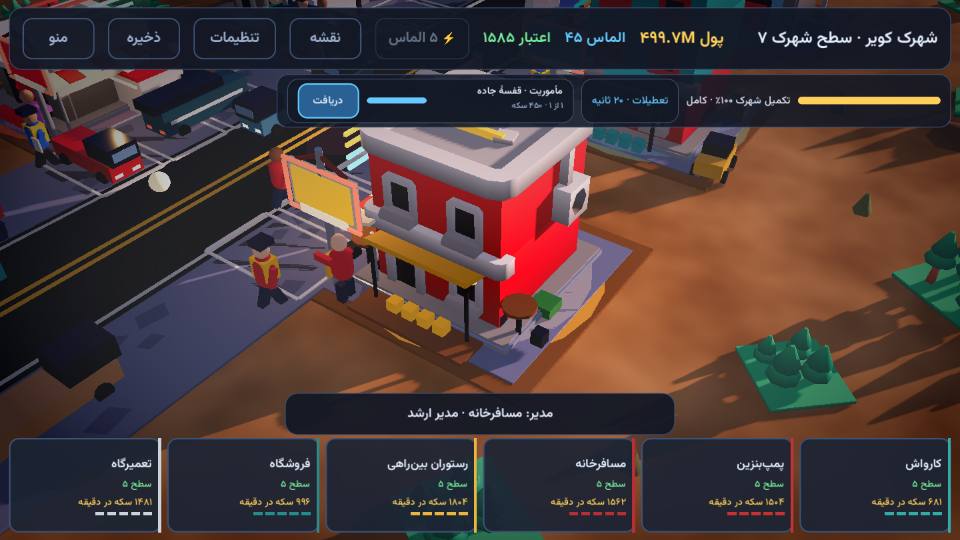 شهرک کویر · سطح شهرک ۷
پول ۴۹۹.۷M
الماس ۴۵
اعتبار ۱۵۸۵
⚡ ۵ الماس
نقشه
تنظیمات
ذخیره
منو
تکمیل شهرک ۱۰۰٪ · کامل
تعطیلات · ۲۰ ثانیه
مأموریت · قفسهٔ جاده
۱ از ۱ · ۴۵۰ سکه
دریافت
مدیر: مسافرخانه · مدیر ارشد
کارواش
سطح ۵
۶۸۱ سکه در دقیقه
پمپ‌بنزین
سطح ۵
۱۵۰۴ سکه در دقیقه
مسافرخانه
سطح ۵
۱۵۶۲ سکه در دقیقه
رستوران بین‌راهی
سطح ۵
۱۸۰۴ سکه در دقیقه
فروشگاه
سطح ۵
۹۹۶ سکه در دقیقه
تعمیرگاه
سطح ۵
۱۴۸۱ سکه در دقیقه